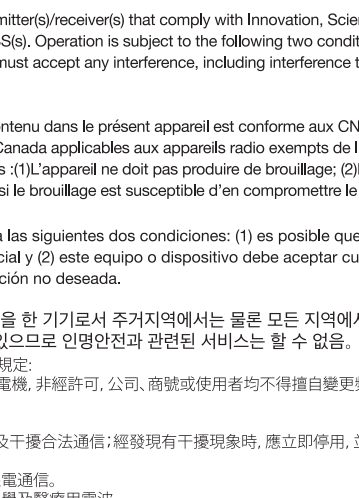 mitter(s)/receiver(s) that comply with Innovation, Scien
S(s). Operation is subject to the following two condit
must accept any interference, including interference t
ontenu dans le présent appareil est conforme aux CN
Canada applicables aux appareils radio exempts de l
s :(1)L'appareil ne doit pas produire de brouillage; (2)
si le brouillage est susceptible d'en compromettre le
a las siguientes dos condiciones: (1) es posible que
cial y (2) este equipo o dispositivo debe aceptar cu
ción no deseada.
을 한 기기로서 주거지역에서는 물론 모든 지역에서
있으므로 인명안전과 관련된 서비스는 할 수 없음.
規定:
電機, 非經許可, 公司、商號或使用者均不得擅自變更頻
及干擾合法通信；經發現有干擾現象時, 應立即停用, 並
電通信。